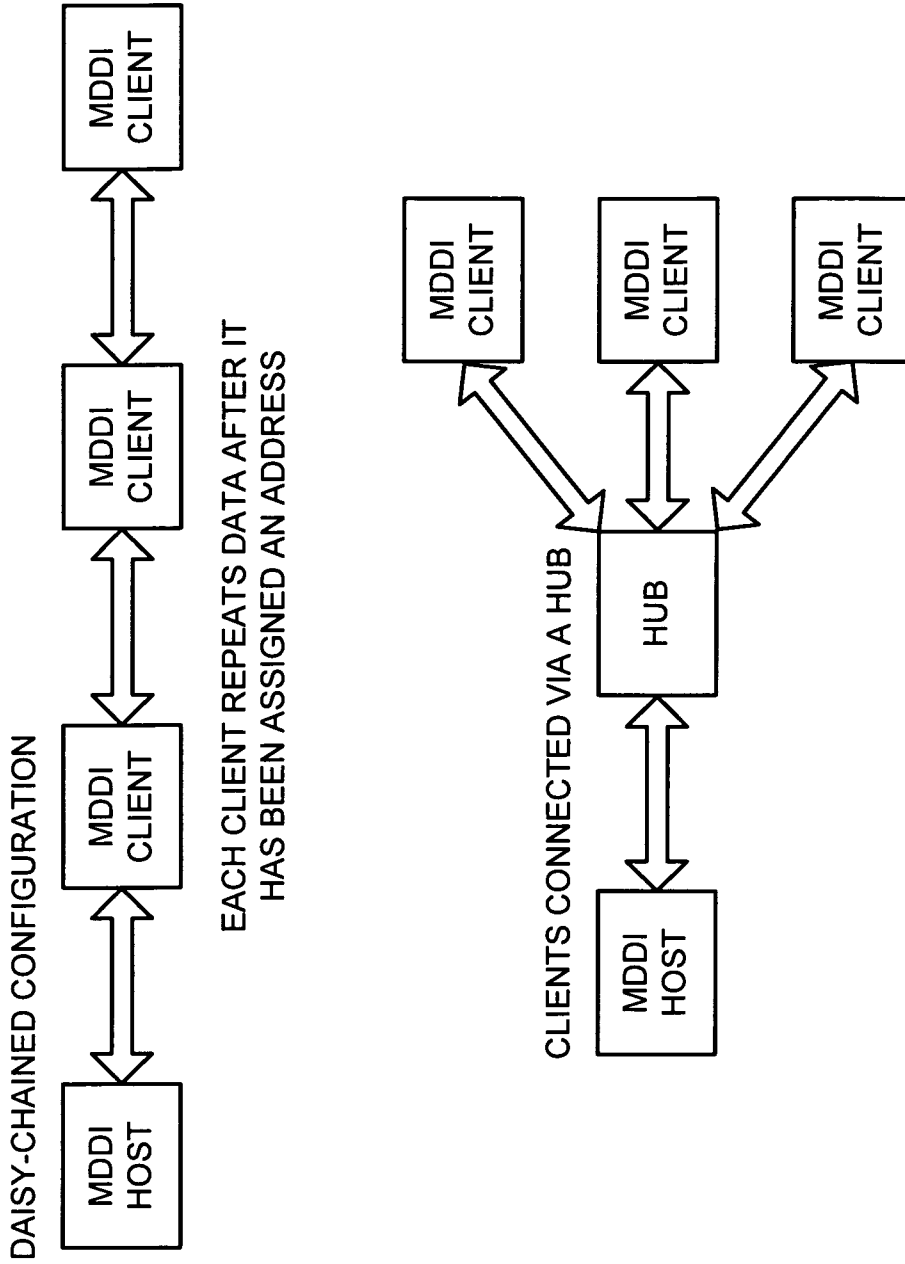 DAISY-CHAINED CONFIGURATION
MDDI
HOST
MDDI
CLIENT
MDDI
CLIENT
MDDI
CLIENT
EACH CLIENT REPEATS DATA AFTER IT
HAS BEEN ASSIGNED AN ADDRESS
CLIENTS CONNECTED VIA A HUB
MDDI
HOST
HUB
MDDI
CLIENT
MDDI
CLIENT
MDDI
CLIENT